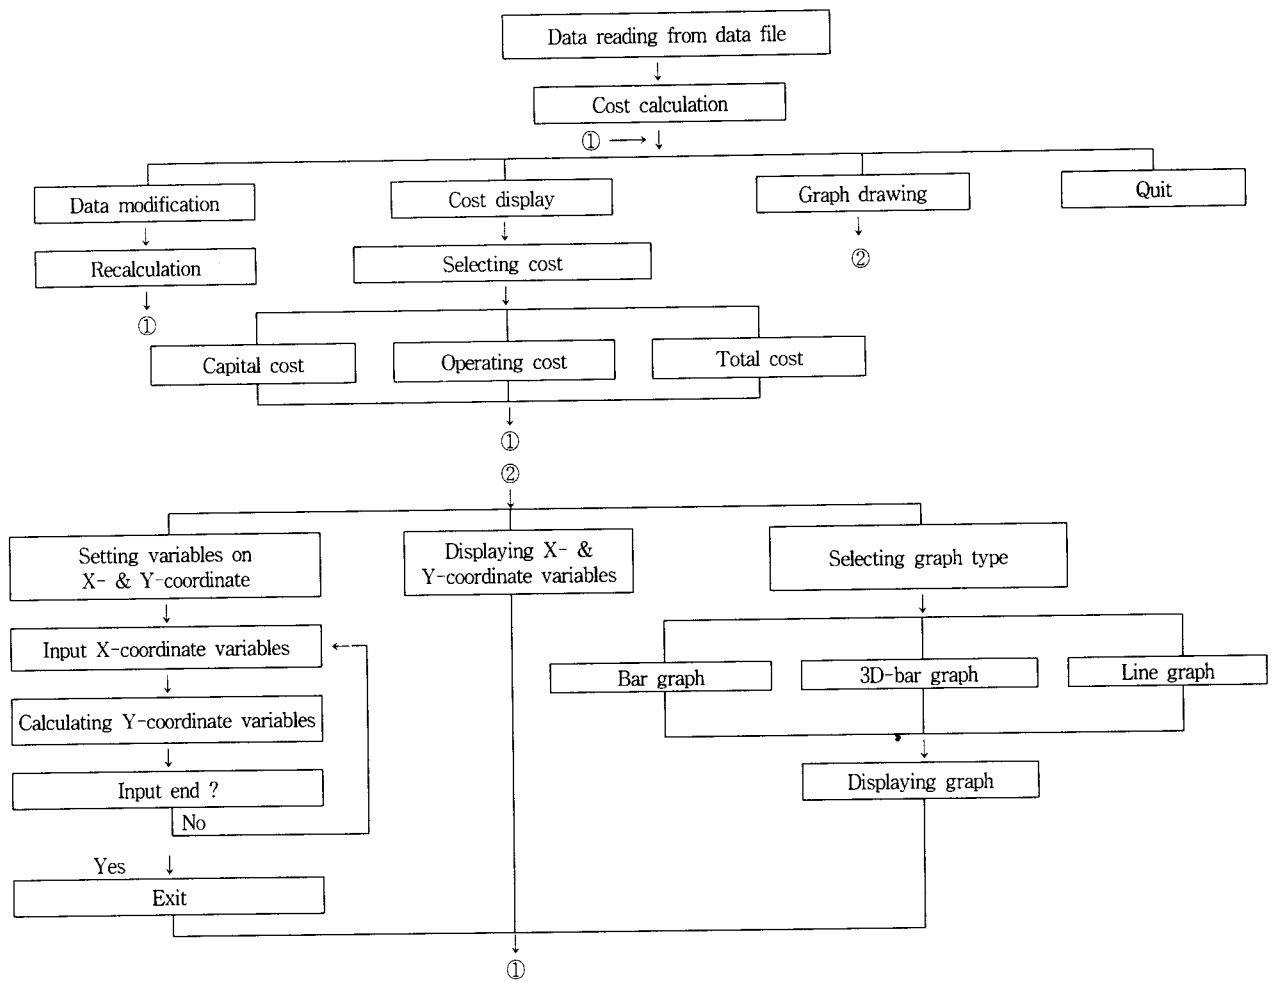 Data reading from data file
Cost calculation
①
Data modification
Cost display
Graph drawing
Quit
Recalculation
Selecting cost
②
①
Capital cost
Operating cost
Total cost
①
②
Setting variables on
X- & Y-coordinate
Displaying X- &
Y-coordinate variables
Selecting graph type
Input X-coordinate variables
Bar graph
3D-bar graph
Line graph
Calculating Y-coordinate variables
Input end ?
Displaying graph
No
Yes
Exit
①